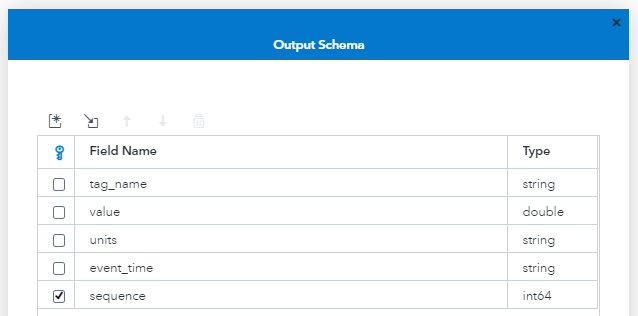 Output Schema
Field Name Type
tag_name string
value double
units string
event_time string
sequence int64